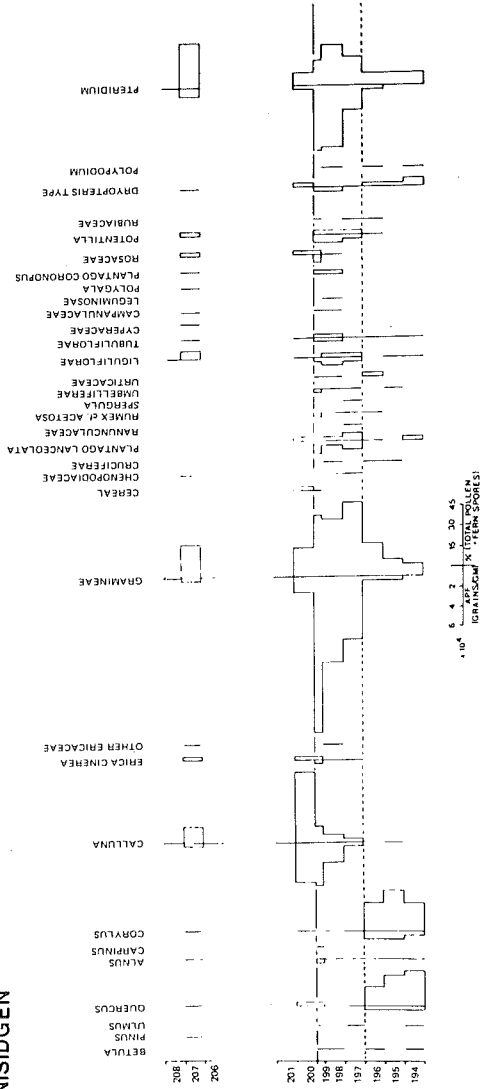 NISIDGEN
BETULA
PINUS
ULMUS
QUERCUS
ALNUS
CARPINUS
CORYLUS
CALLUNA
ERICA CINEREA
OTHER ERICACEAE
GRAMINEAE
CEREAL
CHENOPODIACEAE
CRUCIFERAE
PLANTAGO LANCEOLATA
RANUNCULACEAE
RUMEX cf. ACETOSA
SPERGULA
UMBELLIFERAE
URTICACEAE
LIGULIFLORAE
TUBULIFLORAE
CYPERACEAE
CAMPANULACEAE
LEGUMINOSAE
POLYGALA
PLANTAGO CORONOPUS
ROSACEAE
POTENTILLA
RUBIACEAE
DRYOPTERIS TYPE
POLYPODIUM
PTERIDIUM
208
207
206
201
200
199
198
197
196
195
194
6 4 2 15 30 45
x 10⁴ APF % (TOTAL POLLEN
(GRAINS/GM) + FERN SPORES)